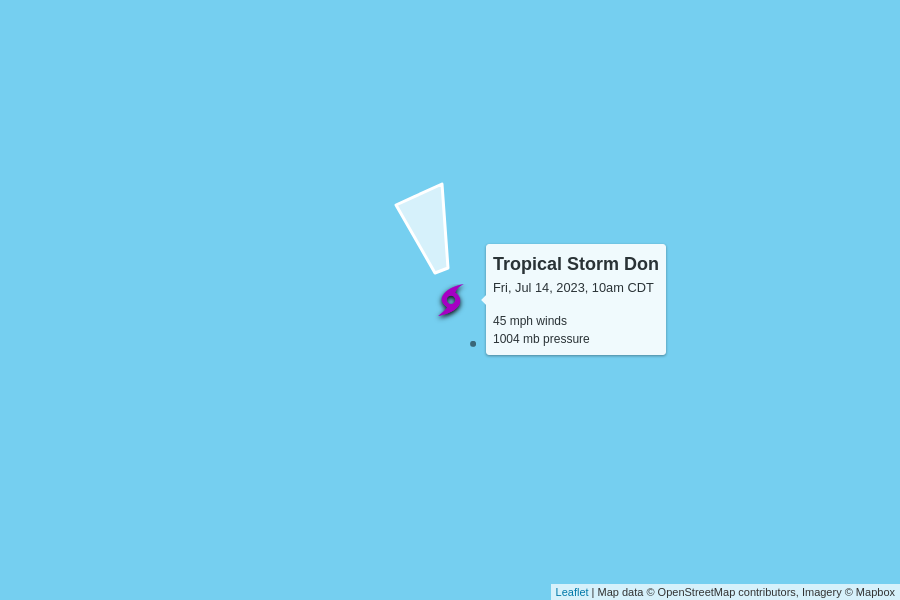 Tropical Storm Don
Fri, Jul 14, 2023, 10am CDT
45 mph winds
1004 mb pressure
Leaflet | Map data © OpenStreetMap contributors, Imagery © Mapbox